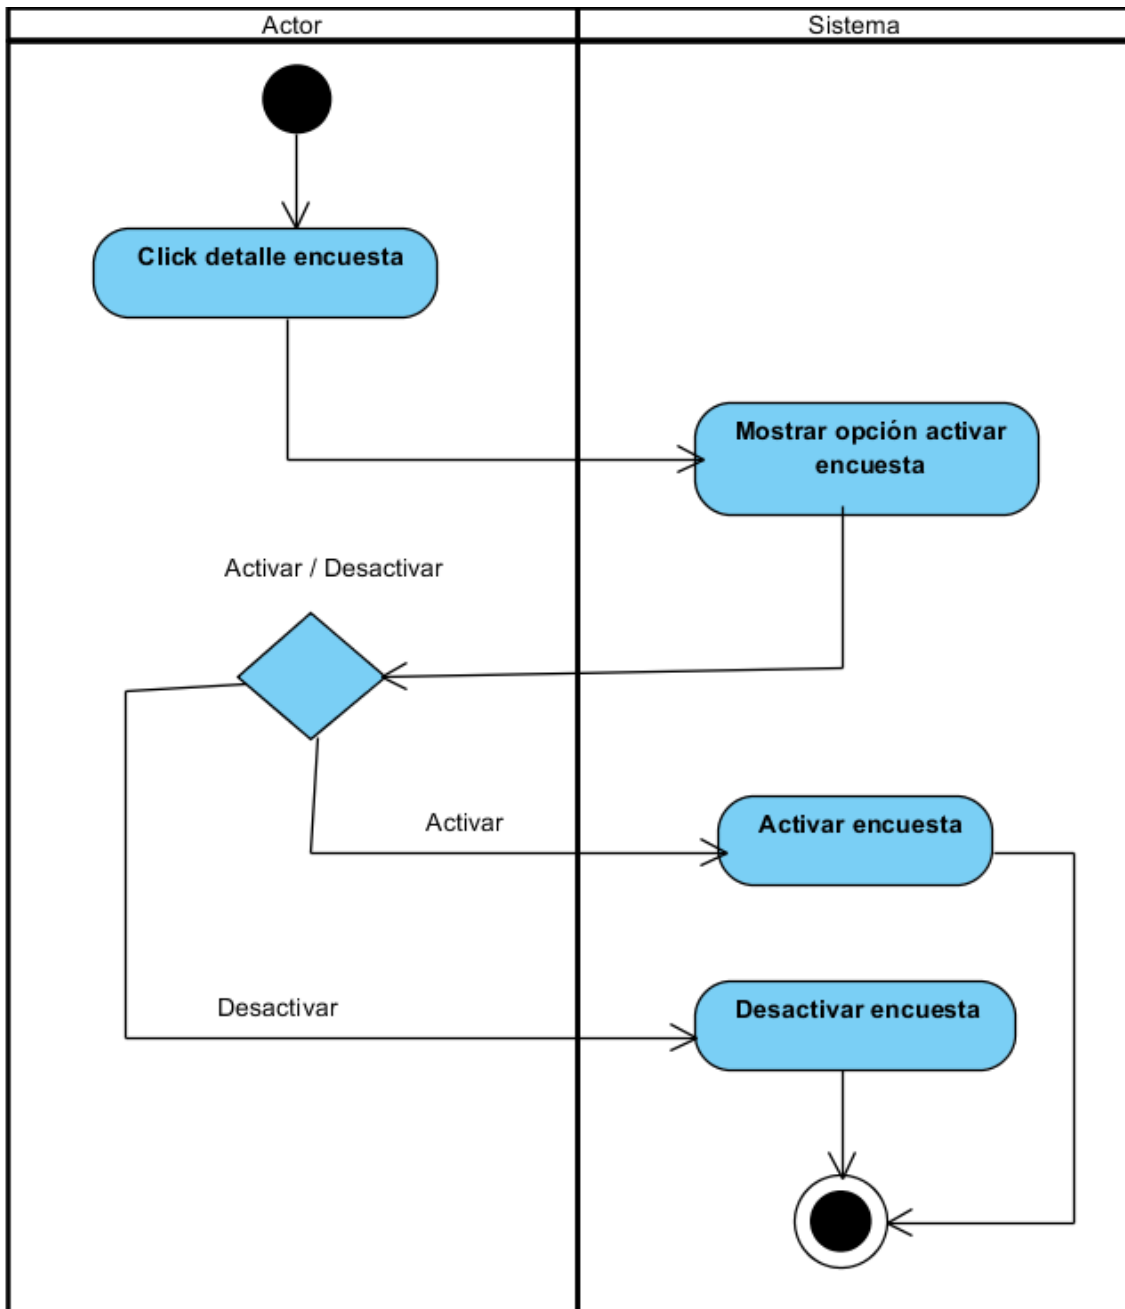 Actor
Sistema
Click detalle encuesta
Mostrar opción activar
encuesta
Activar / Desactivar
Activar
Activar encuesta
Desactivar
Desactivar encuesta